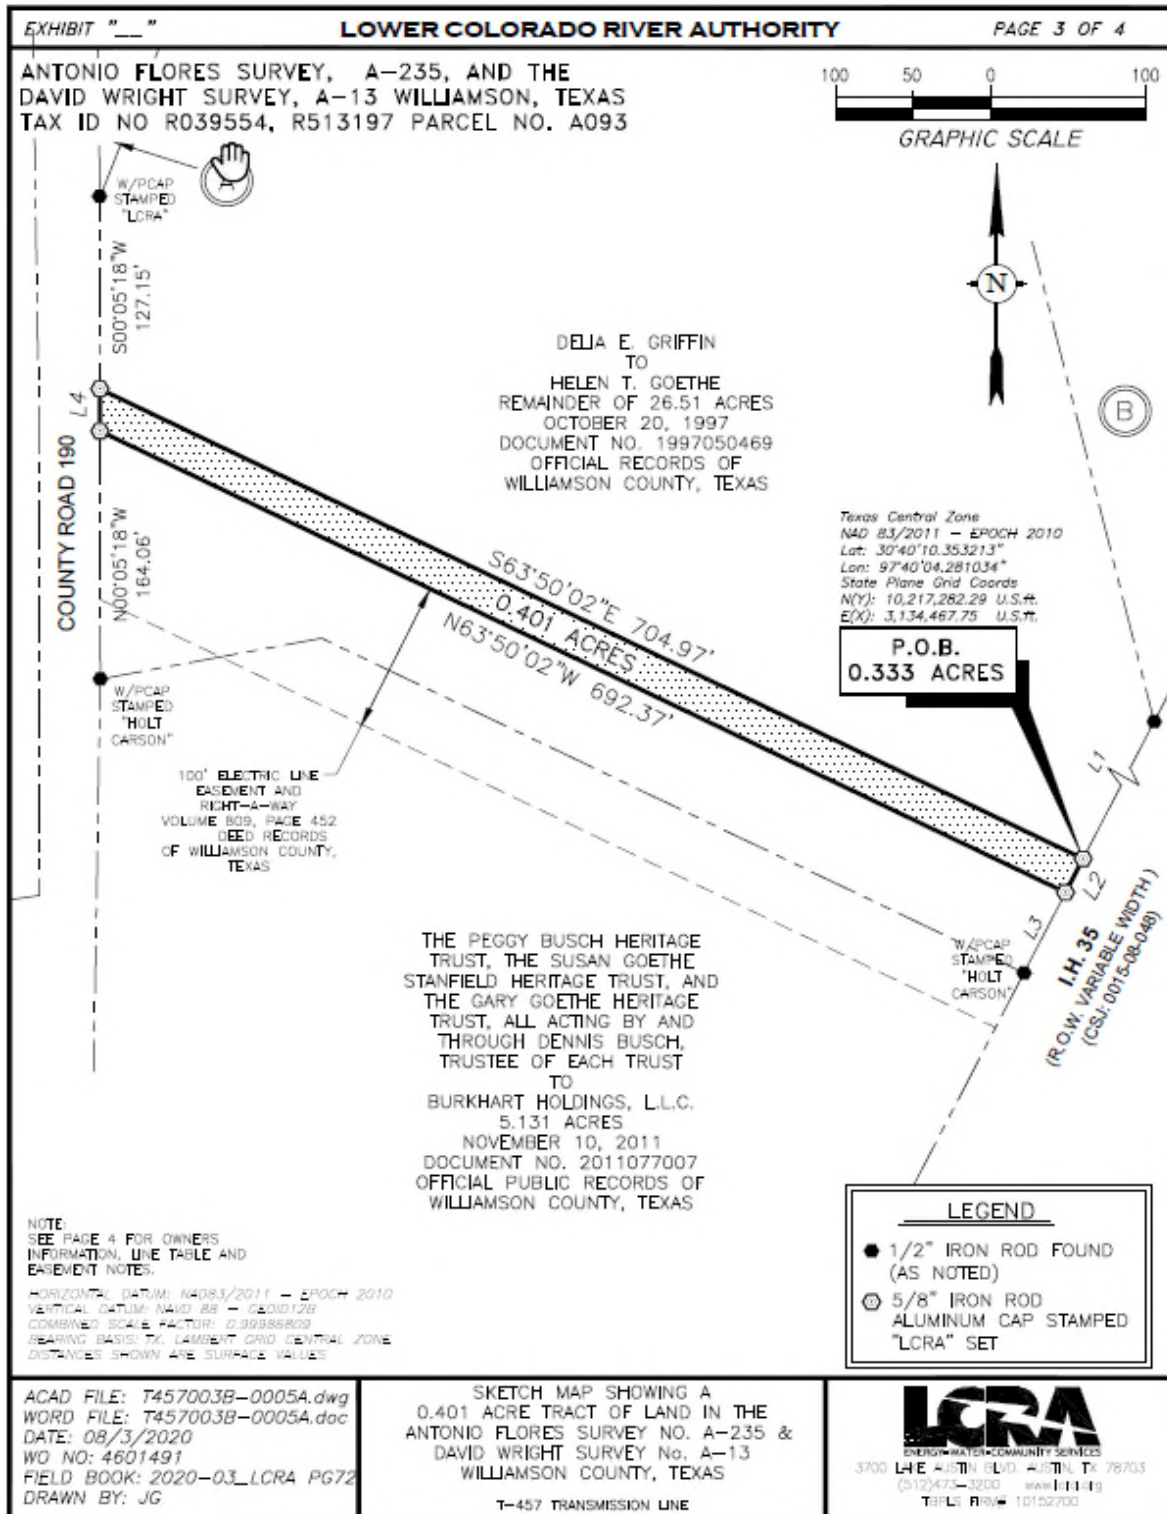 EXHIBIT "__"
LOWER COLORADO RIVER AUTHORITY
PAGE 3 OF 4
ANTONIO FLORES SURVEY, A-235, AND THE
DAVID WRIGHT SURVEY, A-13 WILLIAMSON, TEXAS
TAX ID NO R039554, R513197 PARCEL NO. A093
100 50 0 100
GRAPHIC SCALE
W/PCAP
STAMPED
"LCRA"
A
S00°05'18"W
127.15'
N
B
DELIA E. GRIFFIN
TO
HELEN T. GOETHE
REMAINDER OF 26.51 ACRES
OCTOBER 20, 1997
DOCUMENT NO. 1997050469
OFFICIAL RECORDS OF
WILLIAMSON COUNTY, TEXAS
L4
COUNTY ROAD 190
N00°05'18"W
164.06'
Texas Central Zone
NAD 83/2011 - EPOCH 2010
Lat: 30°40'10.353213"
Lon: 97°40'04.281034"
State Plane Grid Coords
N(Y): 10,217,282.29 U.S.ft.
E(X): 3,134,467.75 U.S.ft.
P.O.B.
0.333 ACRES
S63°50'02"E 704.97'
0.401 ACRES
N63°50'02"W 692.37'
W/PCAP
STAMPED
"HOLT
CARSON"
100' ELECTRIC LINE
EASEMENT AND
RIGHT-A-WAY
VOLUME 809, PAGE 452
DEED RECORDS
OF WILLIAMSON COUNTY,
TEXAS
L1
L2
L3
W/PCAP
STAMPED
"HOLT
CARSON"
I.H. 35
(R.O.W. VARIABLE WIDTH )
(CSJ: 0015-08-048)
THE PEGGY BUSCH HERITAGE
TRUST, THE SUSAN GOETHE
STANFIELD HERITAGE TRUST, AND
THE GARY GOETHE HERITAGE
TRUST, ALL ACTING BY AND
THROUGH DENNIS BUSCH,
TRUSTEE OF EACH TRUST
TO
BURKHART HOLDINGS, L.L.C.
5.131 ACRES
NOVEMBER 10, 2011
DOCUMENT NO. 2011077007
OFFICIAL PUBLIC RECORDS OF
WILLIAMSON COUNTY, TEXAS
NOTE:
SEE PAGE 4 FOR OWNERS
INFORMATION, LINE TABLE AND
EASEMENT NOTES.
HORIZONTAL DATUM: NAD83/2011 - EPOCH 2010
VERTICAL DATUM: NAVD 88 - GEOID12B
COMBINED SCALE FACTOR: 0.99986809
BEARING BASIS: TX. LAMBERT GRID CENTRAL ZONE
DISTANCES SHOWN ARE SURFACE VALUES
LEGEND
1/2" IRON ROD FOUND
(AS NOTED)
5/8" IRON ROD
ALUMINUM CAP STAMPED
"LCRA" SET
ACAD FILE: T457003B-0005A.dwg
WORD FILE: T457003B-0005A.doc
DATE: 08/3/2020
WO NO: 4601491
FIELD BOOK: 2020-03_LCRA PG72
DRAWN BY: JG
SKETCH MAP SHOWING A
0.401 ACRE TRACT OF LAND IN THE
ANTONIO FLORES SURVEY NO. A-235 &
DAVID WRIGHT SURVEY No. A-13
WILLIAMSON COUNTY, TEXAS
T-457 TRANSMISSION LINE
LCRA
ENERGY•WATER•COMMUNITY SERVICES
3700 LAKE AUSTIN BLVD. AUSTIN, TX 78703
(512)473-3200 www.lcra.org
TBPLS FIRM# 10152700